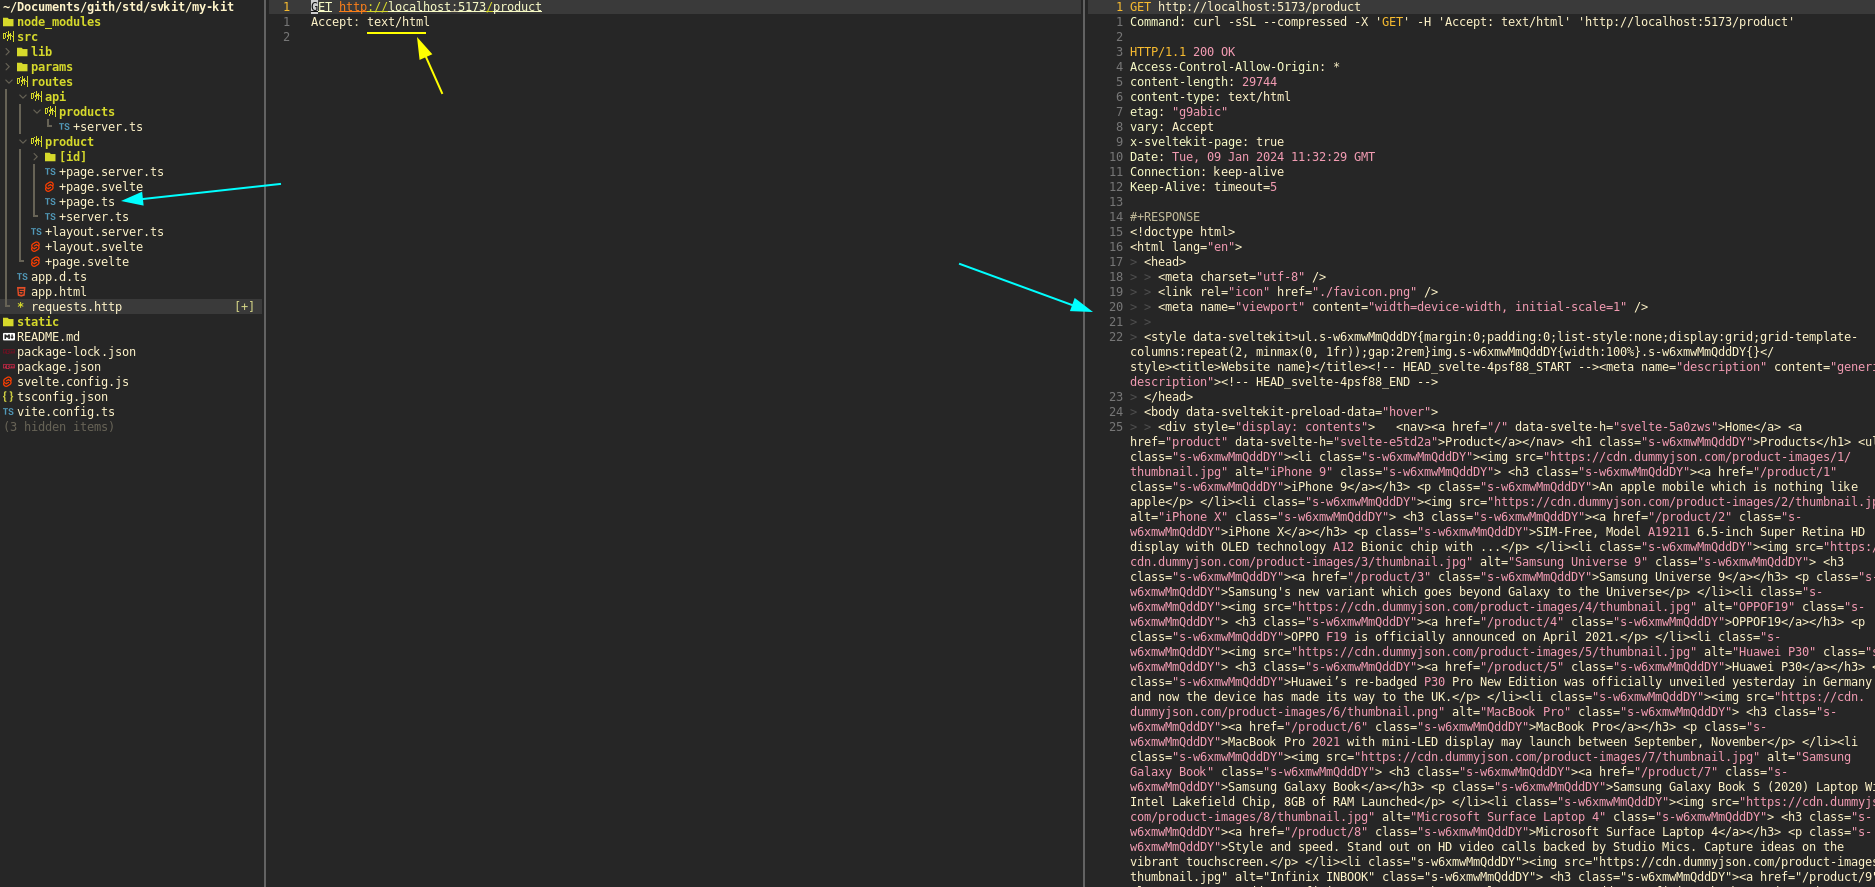 ~/Documents/gith/std/svkit/my-kit
node_modules
src
lib
params
routes
api
products
TS +server.ts
product
[id]
TS +page.server.ts
+page.svelte
TS +page.ts
TS +server.ts
TS +layout.server.ts
+layout.svelte
+page.svelte
TS app.d.ts
app.html
* requests.http [+]
static
README.md
package-lock.json
package.json
svelte.config.js
{} tsconfig.json
TS vite.config.ts
(3 hidden items)
1 GET http://localhost:5173/product
1 Accept: text/html
2
1 GET http://localhost:5173/product
1 Command: curl -sSL --compressed -X 'GET' -H 'Accept: text/html' 'http://localhost:5173/product'
2
3 HTTP/1.1 200 OK
4 Access-Control-Allow-Origin: *
5 content-length: 29744
6 content-type: text/html
7 etag: "g9abic"
8 vary: Accept
9 x-sveltekit-page: true
10 Date: Tue, 09 Jan 2024 11:32:29 GMT
11 Connection: keep-alive
12 Keep-Alive: timeout=5
13
14 #+RESPONSE
15 <!doctype html>
16 <html lang="en">
17 > <head>
18 > > <meta charset="utf-8" />
19 > > <link rel="icon" href="./favicon.png" />
20 > > <meta name="viewport" content="width=device-width, initial-scale=1" />
21 > >
22 > <style data-sveltekit>ul.s-w6xmwMmQddDY{margin:0;padding:0;list-style:none;display:grid;grid-template-
columns:repeat(2, minmax(0, 1fr));gap:2rem}img.s-w6xmwMmQddDY{width:100%}.s-w6xmwMmQddDY{}</
style><title>Website name}</title><!-- HEAD_svelte-4psf88_START --><meta name="description" content="generi
description"><!-- HEAD_svelte-4psf88_END -->
23 > </head>
24 > <body data-sveltekit-preload-data="hover">
25 > > <div style="display: contents"> <nav><a href="/" data-svelte-h="svelte-5a0zws">Home</a> <a
href="product" data-svelte-h="svelte-e5td2a">Product</a></nav> <h1 class="s-w6xmwMmQddDY">Products</h1> <ul
class="s-w6xmwMmQddDY"><li class="s-w6xmwMmQddDY"><img src="https://cdn.dummyjson.com/product-images/1/
thumbnail.jpg" alt="iPhone 9" class="s-w6xmwMmQddDY"> <h3 class="s-w6xmwMmQddDY"><a href="/product/1"
class="s-w6xmwMmQddDY">iPhone 9</a></h3> <p class="s-w6xmwMmQddDY">An apple mobile which is nothing like
apple</p> </li><li class="s-w6xmwMmQddDY"><img src="https://cdn.dummyjson.com/product-images/2/thumbnail.jp
alt="iPhone X" class="s-w6xmwMmQddDY"> <h3 class="s-w6xmwMmQddDY"><a href="/product/2" class="s-
w6xmwMmQddDY">iPhone X</a></h3> <p class="s-w6xmwMmQddDY">SIM-Free, Model A19211 6.5-inch Super Retina HD
display with OLED technology A12 Bionic chip with ...</p> </li><li class="s-w6xmwMmQddDY"><img src="https:/
cdn.dummyjson.com/product-images/3/thumbnail.jpg" alt="Samsung Universe 9" class="s-w6xmwMmQddDY"> <h3
class="s-w6xmwMmQddDY"><a href="/product/3" class="s-w6xmwMmQddDY">Samsung Universe 9</a></h3> <p class="s-
w6xmwMmQddDY">Samsung's new variant which goes beyond Galaxy to the Universe</p> </li><li class="s-
w6xmwMmQddDY"><img src="https://cdn.dummyjson.com/product-images/4/thumbnail.jpg" alt="OPPOF19" class="s-
w6xmwMmQddDY"> <h3 class="s-w6xmwMmQddDY"><a href="/product/4" class="s-w6xmwMmQddDY">OPPOF19</a></h3> <p
class="s-w6xmwMmQddDY">OPPO F19 is officially announced on April 2021.</p> </li><li class="s-
w6xmwMmQddDY"><img src="https://cdn.dummyjson.com/product-images/5/thumbnail.jpg" alt="Huawei P30" class="s
w6xmwMmQddDY"> <h3 class="s-w6xmwMmQddDY"><a href="/product/5" class="s-w6xmwMmQddDY">Huawei P30</a></h3> <
class="s-w6xmwMmQddDY">Huawei’s re-badged P30 Pro New Edition was officially unveiled yesterday in Germany
and now the device has made its way to the UK.</p> </li><li class="s-w6xmwMmQddDY"><img src="https://cdn.
dummyjson.com/product-images/6/thumbnail.png" alt="MacBook Pro" class="s-w6xmwMmQddDY"> <h3 class="s-
w6xmwMmQddDY"><a href="/product/6" class="s-w6xmwMmQddDY">MacBook Pro</a></h3> <p class="s-
w6xmwMmQddDY">MacBook Pro 2021 with mini-LED display may launch between September, November</p> </li><li
class="s-w6xmwMmQddDY"><img src="https://cdn.dummyjson.com/product-images/7/thumbnail.jpg" alt="Samsung
Galaxy Book" class="s-w6xmwMmQddDY"> <h3 class="s-w6xmwMmQddDY"><a href="/product/7" class="s-
w6xmwMmQddDY">Samsung Galaxy Book</a></h3> <p class="s-w6xmwMmQddDY">Samsung Galaxy Book S (2020) Laptop Wi
Intel Lakefield Chip, 8GB of RAM Launched</p> </li><li class="s-w6xmwMmQddDY"><img src="https://cdn.dummyjs
com/product-images/8/thumbnail.jpg" alt="Microsoft Surface Laptop 4" class="s-w6xmwMmQddDY"> <h3 class="s-
w6xmwMmQddDY"><a href="/product/8" class="s-w6xmwMmQddDY">Microsoft Surface Laptop 4</a></h3> <p class="s-
w6xmwMmQddDY">Style and speed. Stand out on HD video calls backed by Studio Mics. Capture ideas on the
vibrant touchscreen.</p> </li><li class="s-w6xmwMmQddDY"><img src="https://cdn.dummyjson.com/product-images
thumbnail.jpg" alt="Infinix INBOOK" class="s-w6xmwMmQddDY"> <h3 class="s-w6xmwMmQddDY"><a href="/product/9"